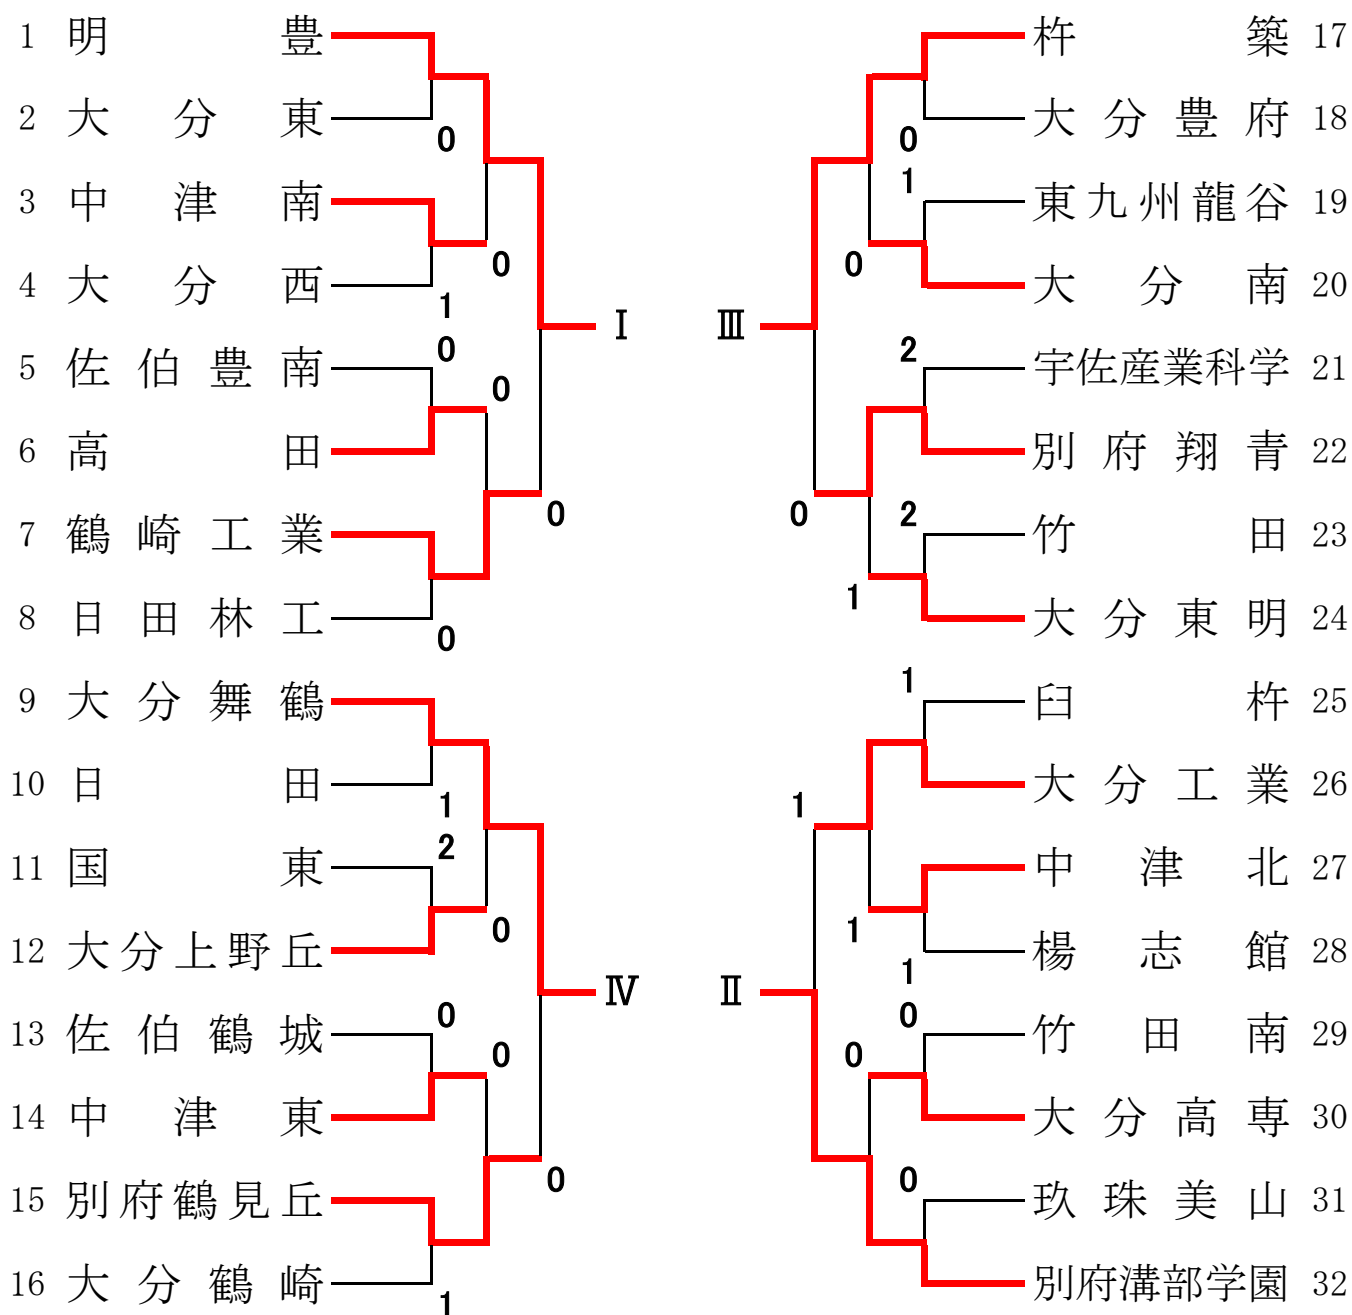 1 明豊
2 大分東
0
3 中津南
0
4 大分西
1
Ⅰ
0
5 佐伯豊南
0
6 高田
7 鶴崎工業
0
8 日田林工
0
9 大分舞鶴
10 日田
1
2
11 国東
0
12 大分上野丘
Ⅳ
0
13 佐伯鶴城
0
14 中津東
0
15 別府鶴見丘
16 大分鶴崎
1
杵築 17
大分豊府 18
0
1
東九州龍谷 19
0
大分南 20
Ⅲ
2
宇佐産業科学 21
別府翔青 22
0
2
竹田 23
1
大分東明 24
1
臼杵 25
大分工業 26
1
中津北 27
1
楊志館 28
1
Ⅱ
0
竹田南 29
0
大分高専 30
0
玖珠美山 31
別府溝部学園 32